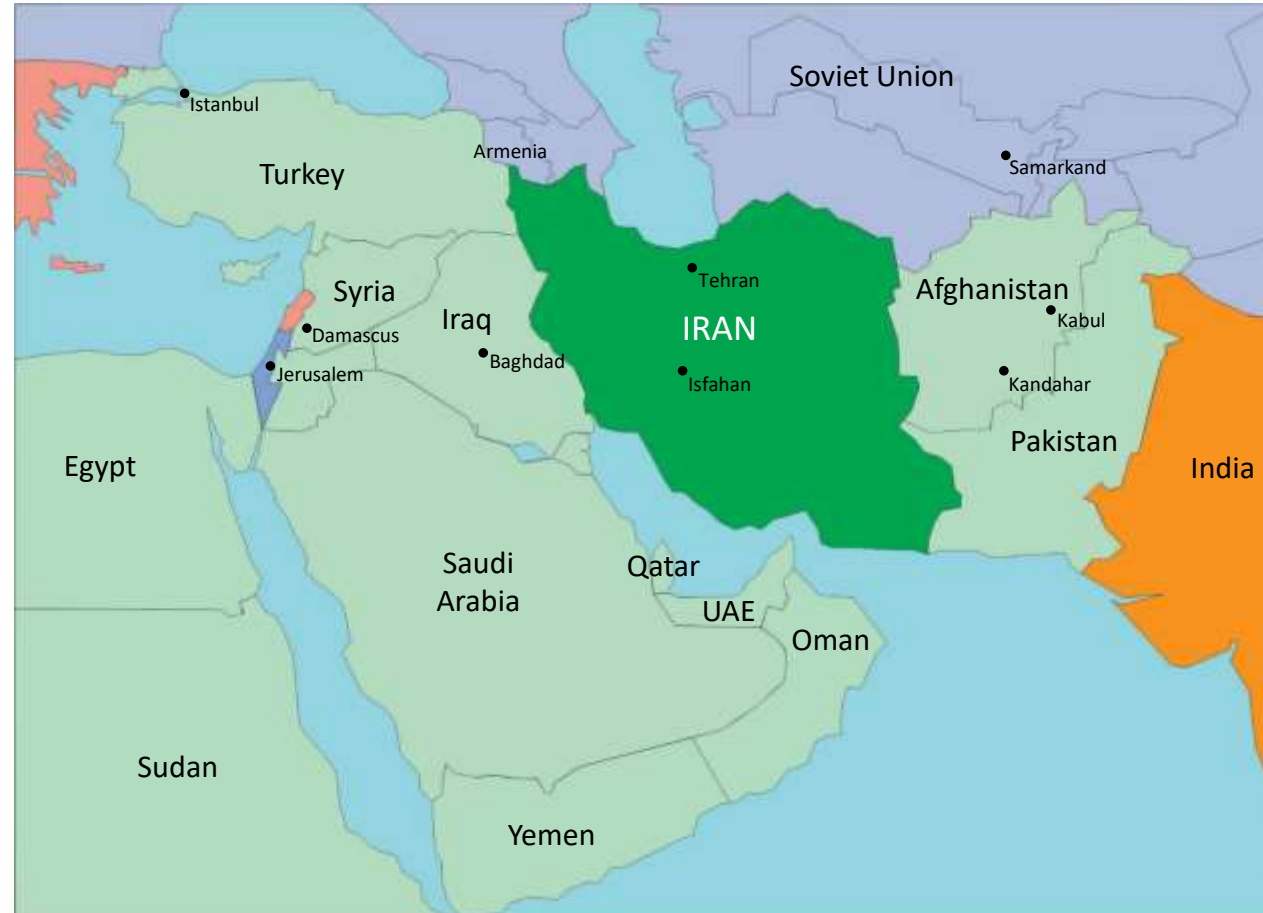 Soviet Union
Istanbul
Armenia
Samarkand
Turkey
Tehran
Syria
Afghanistan
Iraq
IRAN
Kabul
Damascus
Baghdad
Jerusalem
Isfahan
Kandahar
Pakistan
Egypt
India
Saudi
Arabia
Qatar
UAE
Oman
Sudan
Yemen